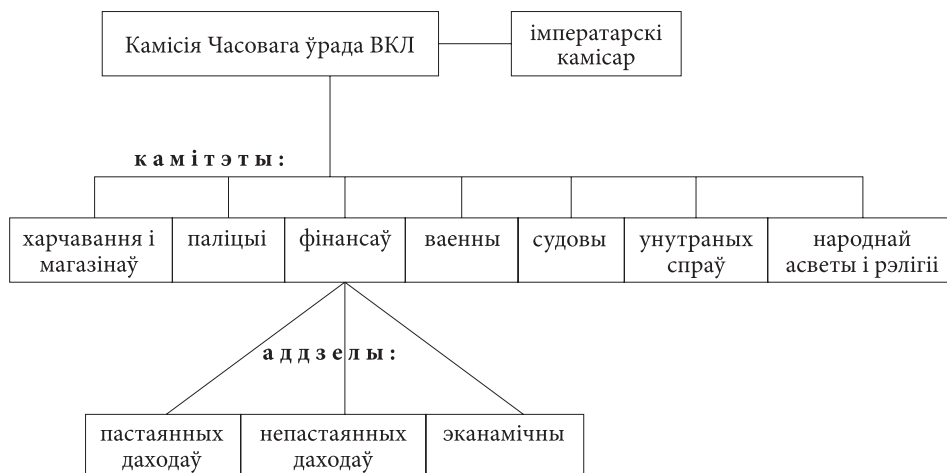 Камісія Часовага ўрада ВКЛ
імператарскі
камісар
камітэты:
харчавання і
магазінаў
паліцыі
фінансаў
ваенны
судовы
унутраных
спраў
народнай
асветы і рэлігіі
аддзелы:
пастаянных
даходаў
непастаянных
даходаў
эканамічны